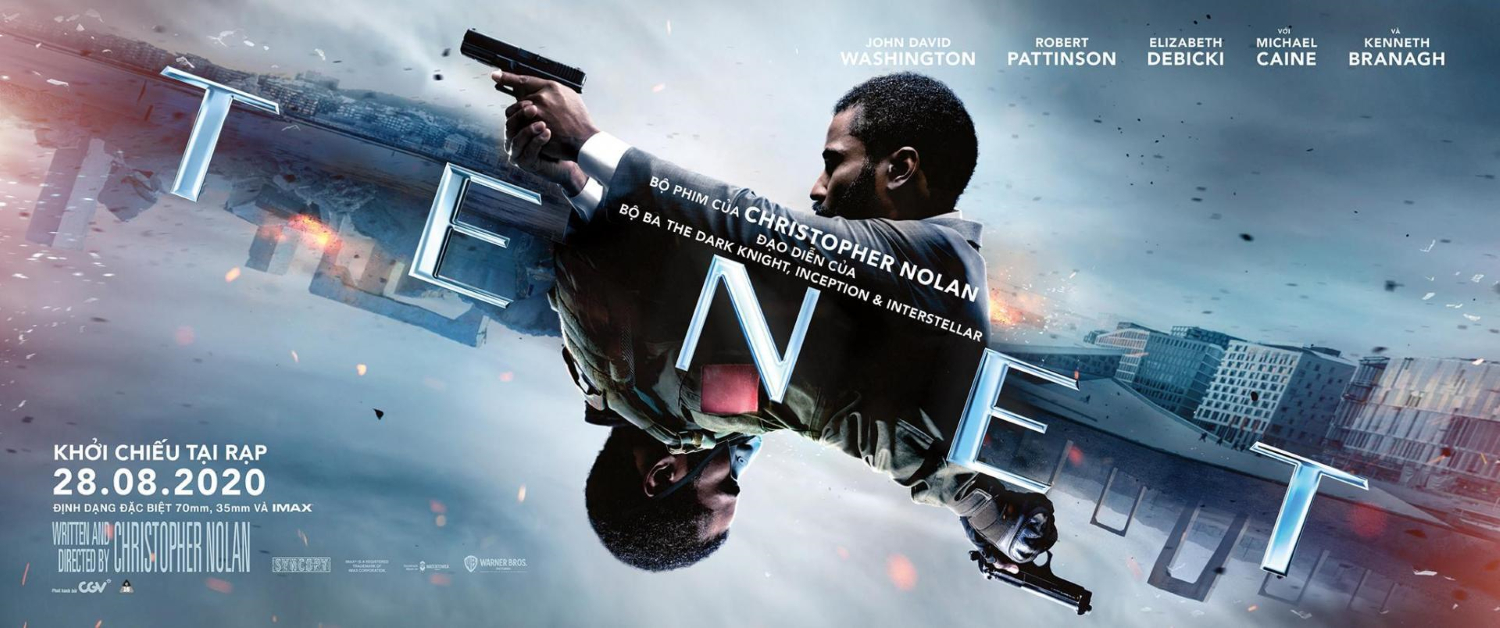 JOHN DAVID
WASHINGTON
ROBERT
PATTINSON
ELIZABETH
DEBICKI
VỚI
MICHAEL
CAINE
VÀ
KENNETH
BRANAGH
BỘ PHIM CỦA CHRISTOPHER NOLAN
ĐẠO DIỄN CỦA
BỘ BA THE DARK KNIGHT, INCEPTION & INTERSTELLAR
TENET
KHỞI CHIẾU TẠI RẠP
28.08.2020
ĐỊNH DẠNG ĐẶC BIỆT 70mm, 35mm VÀ IMAX
WRITTEN AND
DIRECTED BY CHRISTOPHER NOLAN
SYNCOPY
WARNER BROS.
CGV